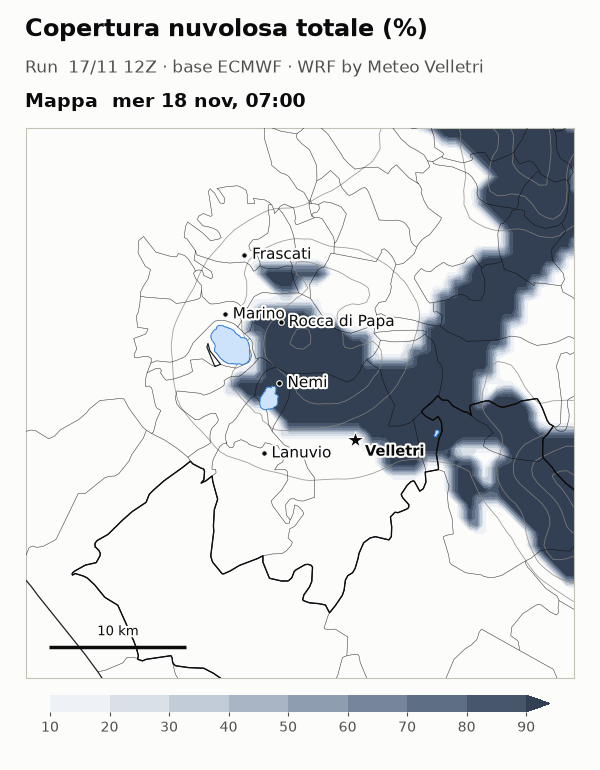 Copertura nuvolosa totale (%)
Run  17/11 12Z · base ECMWF · WRF by Meteo Velletri
Mappa  mer 18 nov, 07:00
Frascati
Marino
Rocca di Papa
Nemi
Velletri
Lanuvio
10 km
10 20 30 40 50 60 70 80 90